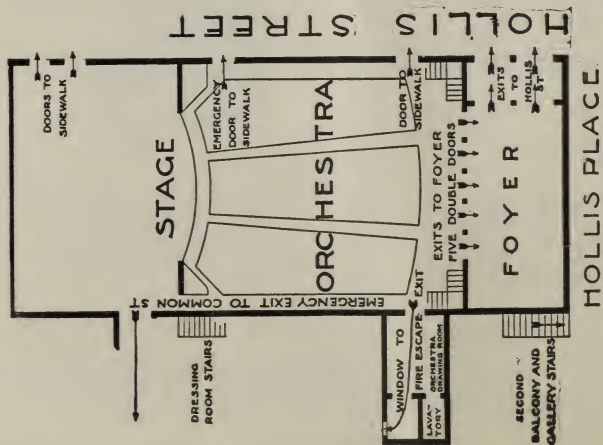 HOLLIS STREET
DOORS TO
SIDEWALK
EMERGENCY
DOOR TO
SIDEWALK
DOOR TO
SIDEWALK
EXITS
TO
HOLLIS
ST
STAGE
ORCHESTRA
EXITS TO FOYER
FIVE DOUBLE DOORS
FOYER
EMERGENCY EXIT TO COMMON
ST
EXIT
DRESSING
ROOM STAIRS
WINDOW TO
FIRE ESCAPE
ORCHESTRA
DRAWING ROOM
LAVA-
TORY
SECOND
BALCONY AND
GALLERY STAIRS
HOLLIS PLACE